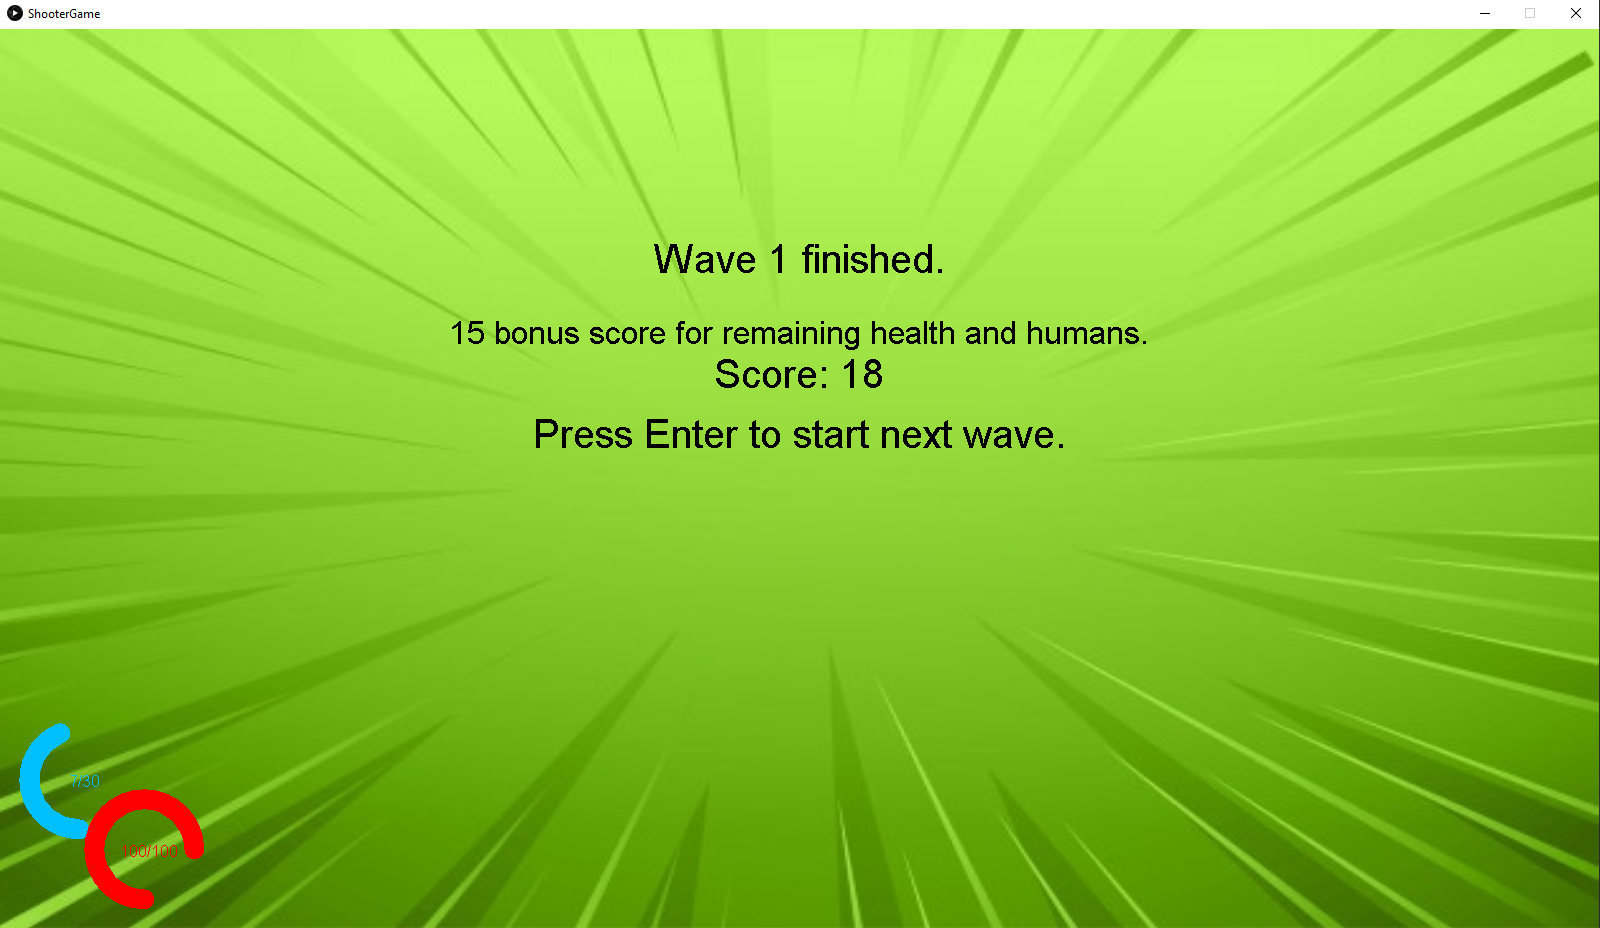 ShooterGame
Wave 1 finished.
15 bonus score for remaining health and humans.
Score: 18
Press Enter to start next wave.
7/30
100/100